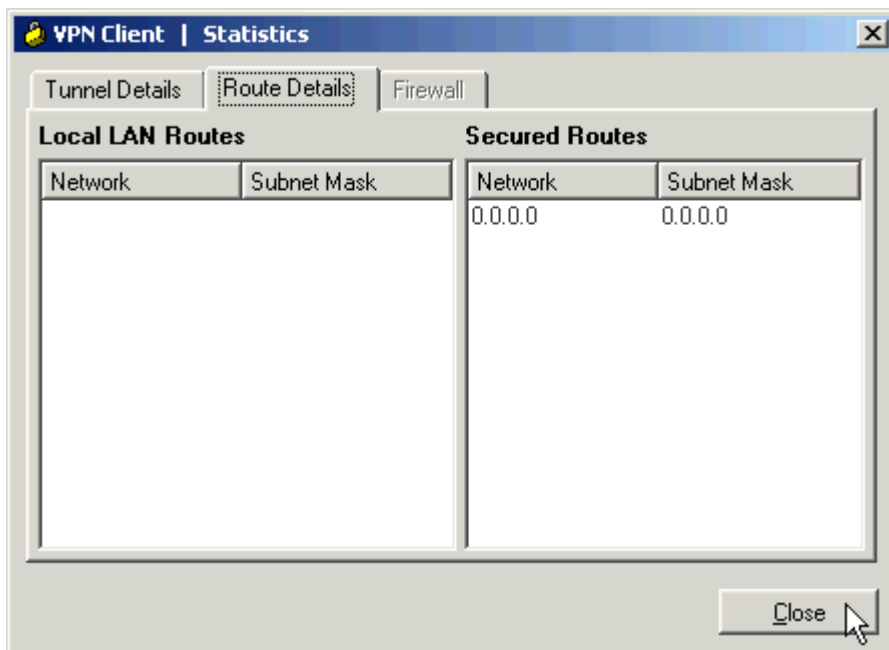 VPN Client | Statistics
Tunnel Details Route Details Firewall
Local LAN Routes Secured Routes
Network Subnet Mask Network Subnet Mask
0.0.0.0 0.0.0.0
Close